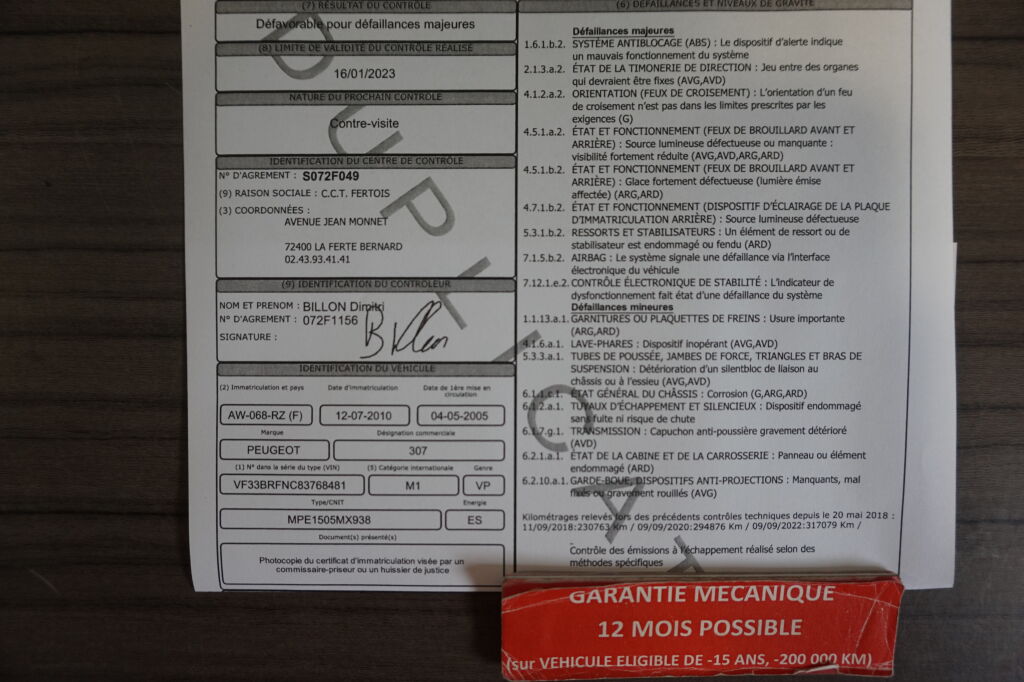 (7) RÉSULTAT DU CONTRÔLE
Défavorable pour défaillances majeures
(8) LIMITE DE VALIDITÉ DU CONTRÔLE RÉALISÉ
16/01/2023
NATURE DU PROCHAIN CONTRÔLE
Contre-visite
IDENTIFICATION DU CENTRE DE CONTRÔLE
N° D'AGREMENT : S072F049
(9) RAISON SOCIALE : C.C.T. FERTOIS
(3) COORDONNÉES :
AVENUE JEAN MONNET
72400 LA FERTE BERNARD
02.43.93.41.41
(9) IDENTIFICATION DU CONTRÔLEUR
NOM ET PRENOM : BILLON Dimitri
N° D'AGREMENT : 072F1156
SIGNATURE :
IDENTIFICATION DU VÉHICULE
(2) Immatriculation et pays
Date d'immatriculation
Date de 1ère mise en
circulation
AW-068-RZ (F)
12-07-2010
04-05-2005
Marque
Désignation commerciale
PEUGEOT
307
(1) N° dans la série du type (VIN)
(5) Catégorie internationale
Genre
VF33BRFNC83768481
M1
VP
Type/CNIT
Energie
MPE1505MX938
ES
Document(s) présenté(s)
Photocopie du certificat d'immatriculation visée par un
commissaire-priseur ou un huissier de justice
(6) DÉFAILLANCES ET NIVEAUX DE GRAVITÉ
Défaillances majeures
1.6.1.b.2. SYSTÈME ANTIBLOCAGE (ABS) : Le dispositif d'alerte indique
un mauvais fonctionnement du système
2.1.3.a.2. ÉTAT DE LA TIMONERIE DE DIRECTION : Jeu entre des organes
qui devraient être fixes (AVG,AVD)
4.1.2.a.2. ORIENTATION (FEUX DE CROISEMENT) : L'orientation d'un feu
de croisement n'est pas dans les limites prescrites par les
exigences (G)
4.5.1.a.2. ÉTAT ET FONCTIONNEMENT (FEUX DE BROUILLARD AVANT ET
ARRIÈRE) : Source lumineuse défectueuse ou manquante :
visibilité fortement réduite (AVG,AVD,ARG,ARD)
4.5.1.b.2. ÉTAT ET FONCTIONNEMENT (FEUX DE BROUILLARD AVANT ET
ARRIÈRE) : Glace fortement défectueuse (lumière émise
affectée) (ARG,ARD)
4.7.1.b.2. ÉTAT ET FONCTIONNEMENT (DISPOSITIF D'ÉCLAIRAGE DE LA PLAQUE
D'IMMATRICULATION ARRIÈRE) : Source lumineuse défectueuse
5.3.1.b.2. RESSORTS ET STABILISATEURS : Un élément de ressort ou de
stabilisateur est endommagé ou fendu (ARD)
7.1.5.b.2. AIRBAG : Le système signale une défaillance via l'interface
électronique du véhicule
7.12.1.e.2. CONTRÔLE ÉLECTRONIQUE DE STABILITÉ : L'indicateur de
dysfonctionnement fait état d'une défaillance du système
Défaillances mineures
1.1.13.a.1. GARNITURES OU PLAQUETTES DE FREINS : Usure importante
(ARG,ARD)
4.1.6.a.1. LAVE-PHARES : Dispositif inopérant (AVG,AVD)
5.3.3.a.1. TUBES DE POUSSÉE, JAMBES DE FORCE, TRIANGLES ET BRAS DE
SUSPENSION : Détérioration d'un silentbloc de liaison au
châssis ou à l'essieu (AVG,AVD)
6.1.1.c.1. ÉTAT GÉNÉRAL DU CHÂSSIS : Corrosion (G,ARG,ARD)
6.1.2.a.1. TUYAUX D'ÉCHAPPEMENT ET SILENCIEUX : Dispositif endommagé
sans fuite ni risque de chute
6.1.7.g.1. TRANSMISSION : Capuchon anti-poussière gravement détérioré
(AVD)
6.2.1.a.1. ÉTAT DE LA CABINE ET DE LA CARROSSERIE : Panneau ou élément
endommagé (ARD)
6.2.10.a.1. GARDE-BOUE, DISPOSITIFS ANTI-PROJECTIONS : Manquants, mal
fixés ou gravement rouillés (AVG)
Kilométrages relevés lors des précédents contrôles techniques depuis le 20 mai 2018 :
11/09/2018:230763 Km / 09/09/2020:294876 Km / 09/09/2022:317079 Km /
Contrôle des émissions à l'échappement réalisé selon des
méthodes spécifiques
DUPLICAT
GARANTIE MECANIQUE
12 MOIS POSSIBLE
(sur VEHICULE ELIGIBLE DE -15 ANS, -200 000 KM)